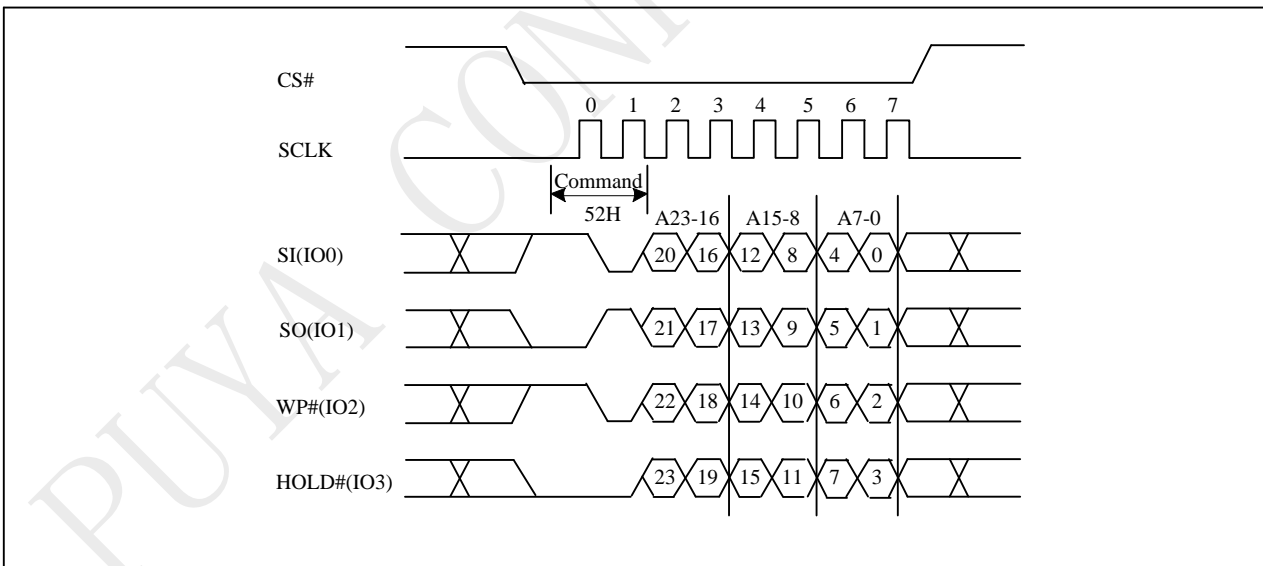 PUYA CONF
CS#
0 1 2 3 4 5 6 7
SCLK
Command
52H
A23-16 A15-8 A7-0
SI(IO0) 20 16 12 8 4 0
SO(IO1) 21 17 13 9 5 1
WP#(IO2) 22 18 14 10 6 2
HOLD#(IO3) 23 19 15 11 7 3